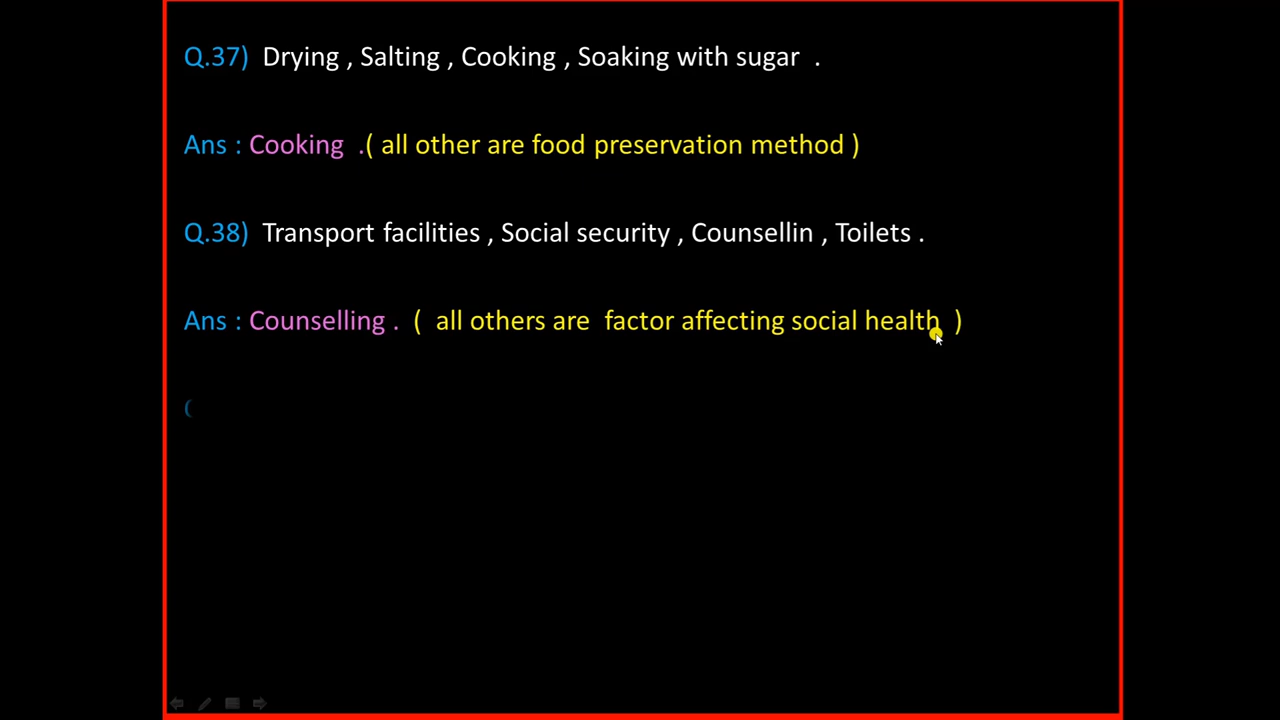 Q.37) Drying , Salting , Cooking , Soaking with sugar .
Ans : Cooking .( all other are food preservation method )
Q.38) Transport facilities , Social security , Counsellin , Toilets .
Ans : Counselling . ( all others are factor affecting social health )
(